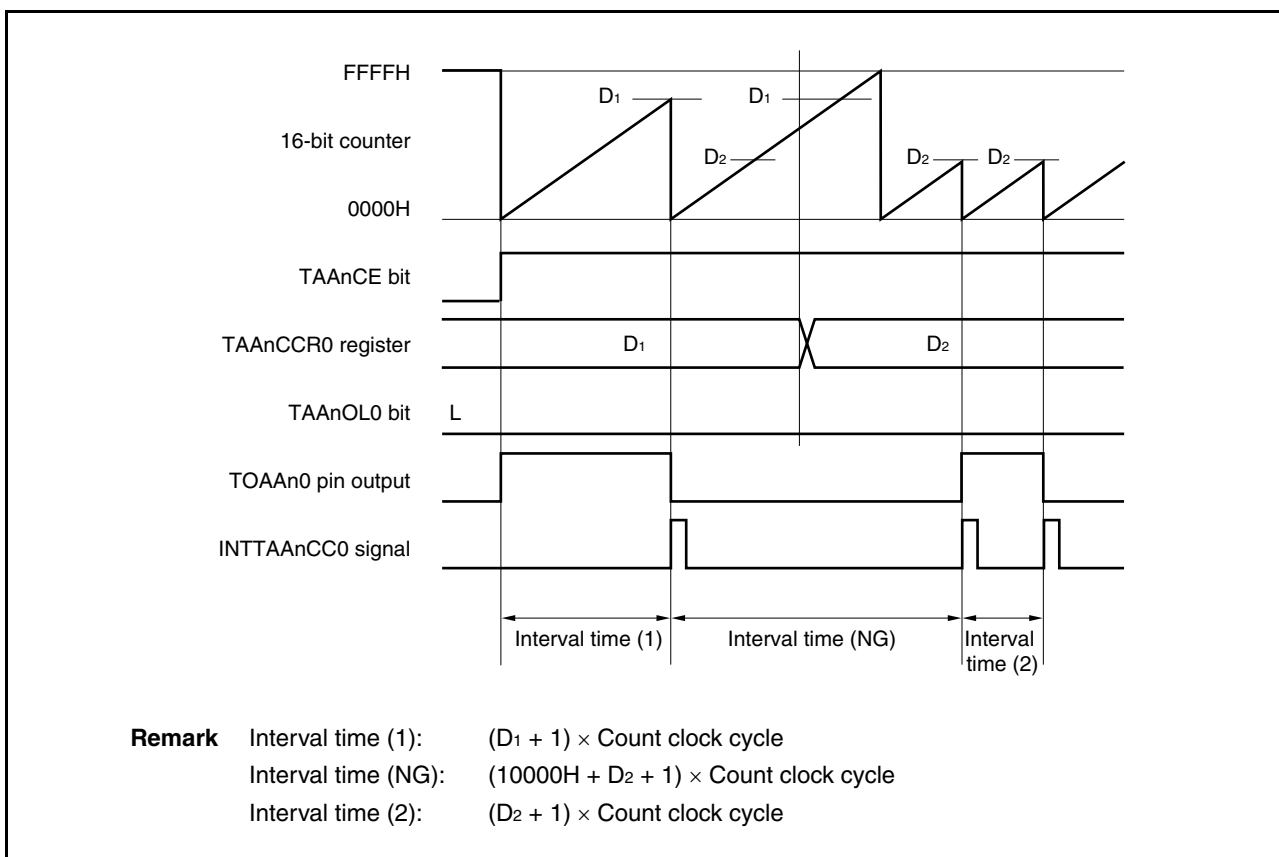 FFFFH
D1 D1
16-bit counter
D2 D2 D2
0000H
TAAnCE bit
TAAnCCR0 register D1 D2
TAAnOL0 bit L
TOAAn0 pin output
INTTAAnCC0 signal
Interval time (1) Interval time (NG) Interval
time (2)
Remark Interval time (1): (D1 + 1) × Count clock cycle
Interval time (NG): (10000H + D2 + 1) × Count clock cycle
Interval time (2): (D2 + 1) × Count clock cycle